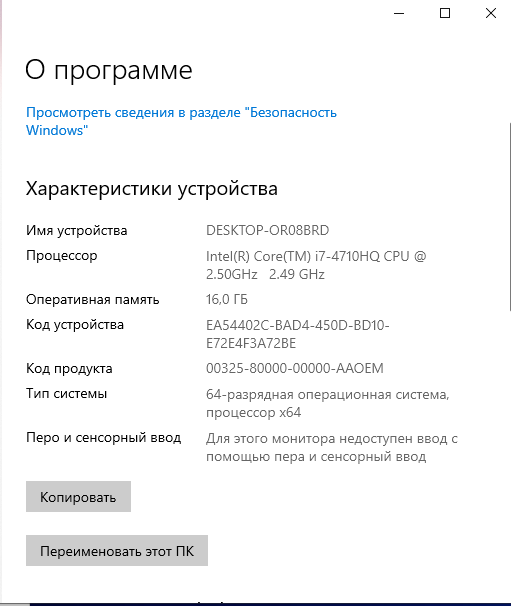 О программе
Просмотреть сведения в разделе "Безопасность
Windows"
Характеристики устройства
Имя устройства DESKTOP-OR08BRD
Процессор Intel(R) Core(TM) i7-4710HQ CPU @
2.50GHz 2.49 GHz
Оперативная память 16,0 ГБ
Код устройства EA54402C-BAD4-450D-BD10-
E72E4F3A72BE
Код продукта 00325-80000-00000-AAOEM
Тип системы 64-разрядная операционная система,
процессор x64
Перо и сенсорный ввод Для этого монитора недоступен ввод с
помощью пера и сенсорный ввод
Копировать
Переименовать этот ПК